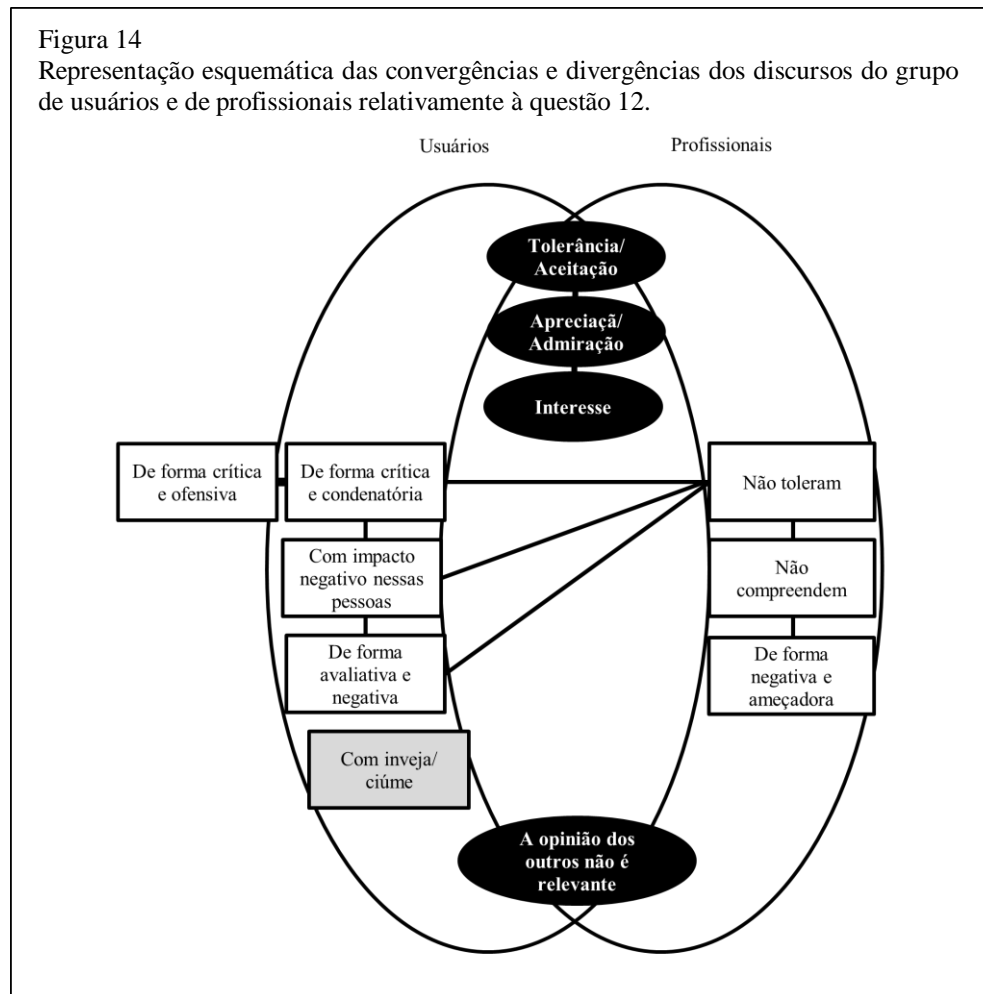 Figura 14
Representação esquemática das convergências e divergências dos discursos do grupo
de usuários e de profissionais relativamente à questão 12.
Usuários
Profissionais
Tolerância/
Aceitação
Apreciaçã/
Admiração
Interesse
De forma crítica
e ofensiva
De forma crítica
e condenatória
Não toleram
Com impacto
negativo nessas
pessoas
Não
compreendem
De forma
avaliativa e
negativa
De forma
negativa e
ameçadora
Com inveja/
ciúme
A opinião dos
outros não é
relevante